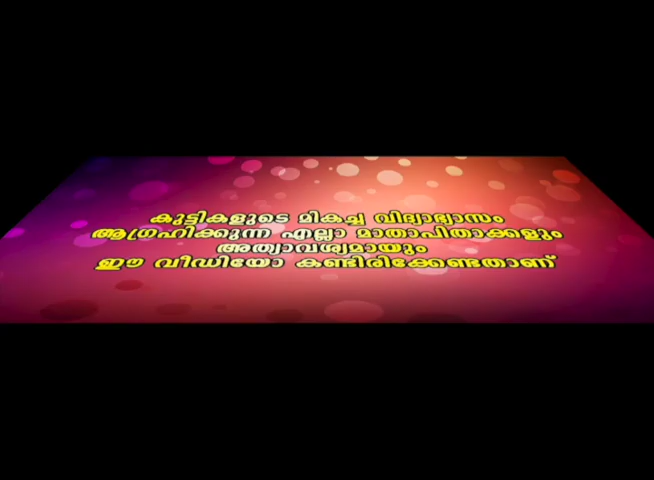 കുട്ടികളുടെ മികച്ച വിദ്യാഭ്യാസം
ആഗ്രഹിക്കുന്ന എല്ലാ മാതാപിതാക്കളും
അത്യാവശ്യമായും
ഈ വീഡിയോ കണ്ടിരിക്കേണ്ടതാണ്